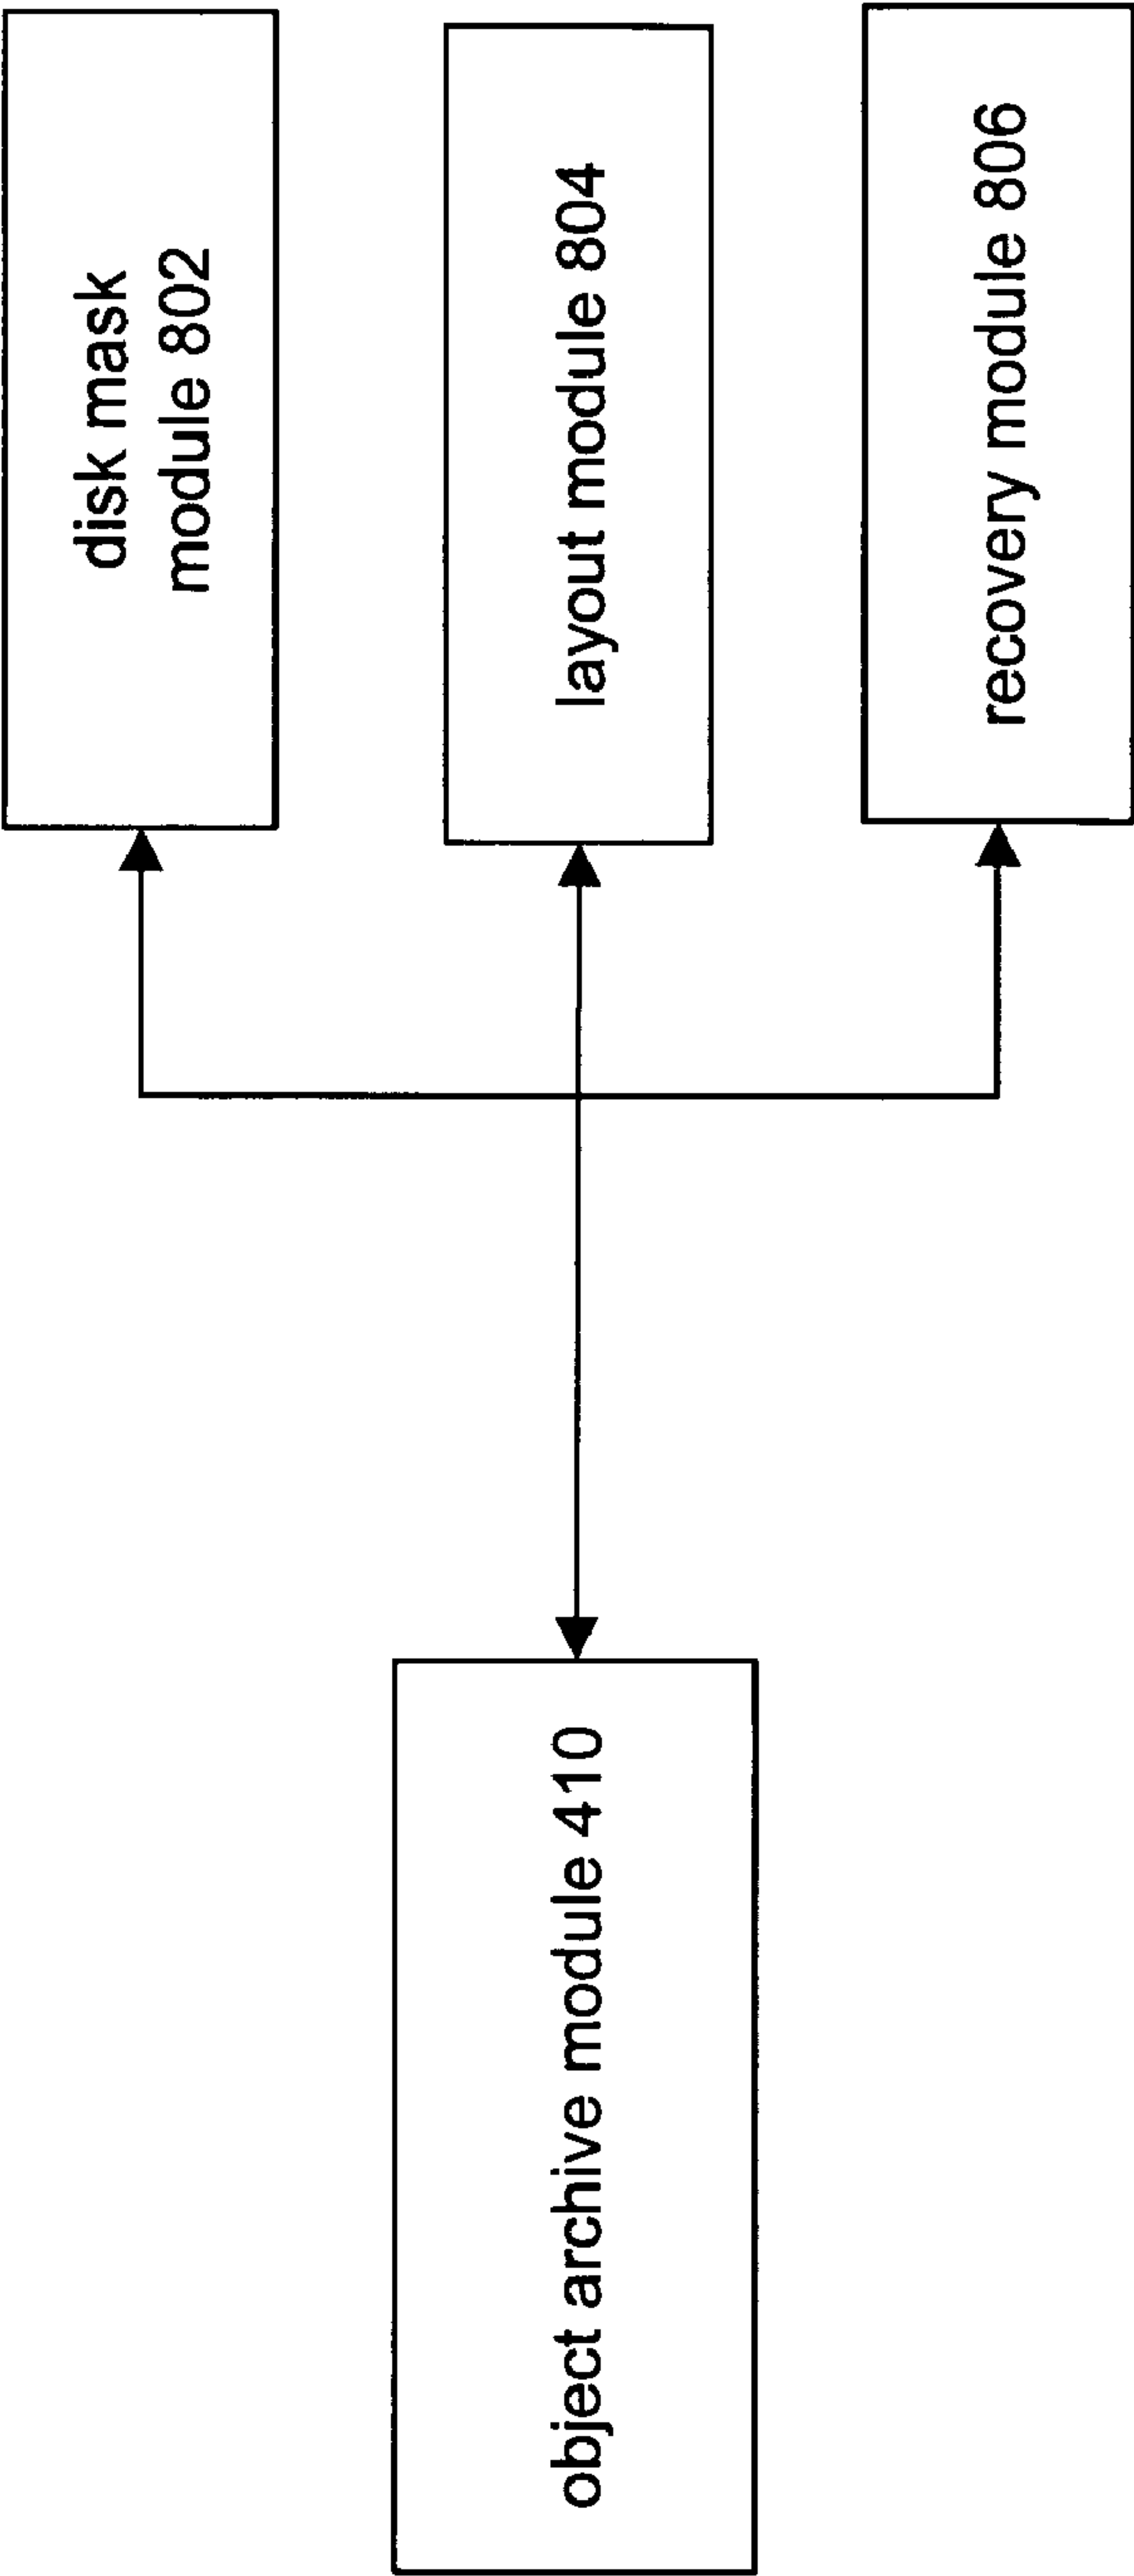 object archive module 410
disk mask
module 802
layout module 804
recovery module 806